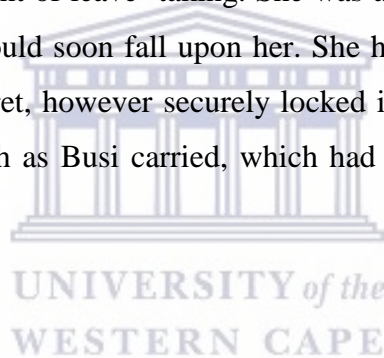 of leave-taking. She was
ould soon fall upon her. She h
ret, however securely locked i
h as Busi carried, which had
UNIVERSITY of the
WESTERN CAPE